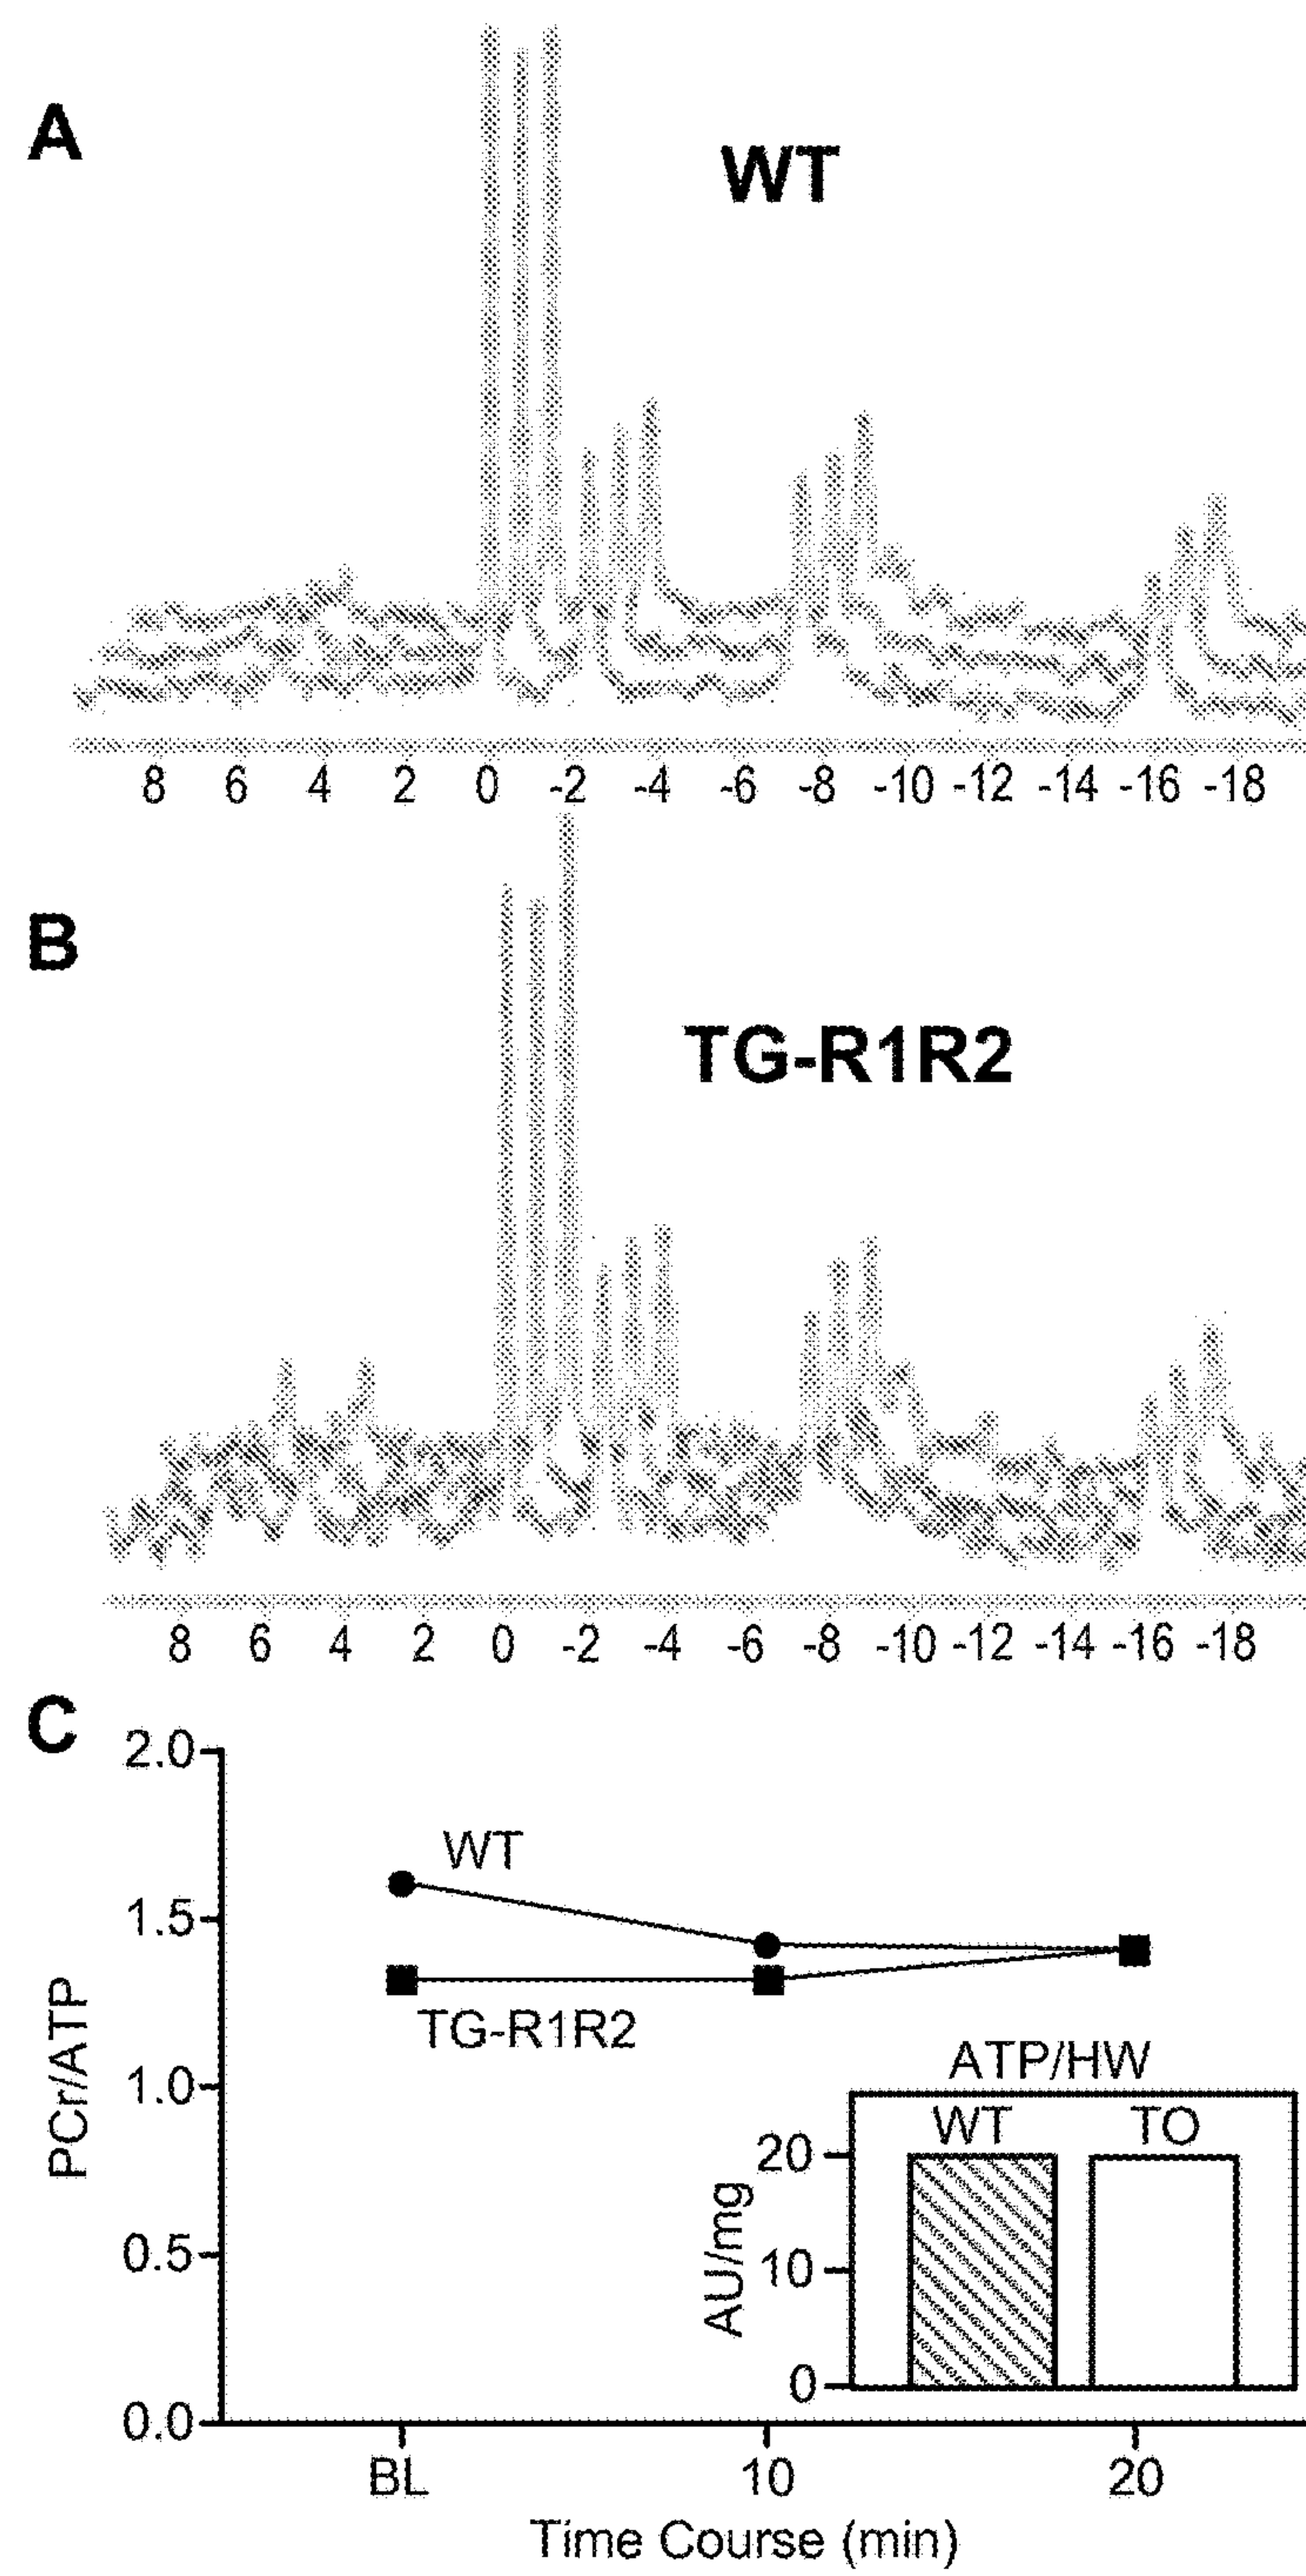 A
WT
8 6 4 2 0 -2 -4 -6 -8 -10 -12 -14 -16 -18
B
TG-R1R2
8 6 4 2 0 -2 -4 -6 -8 -10 -12 -14 -16 -18
C
2.0
WT
1.5
TG-R1R2
PCr/ATP
1.0
ATP/HW
WT TO
20
AU/mg
10
0
0.5
0.0
BL 10 20
Time Course (min)